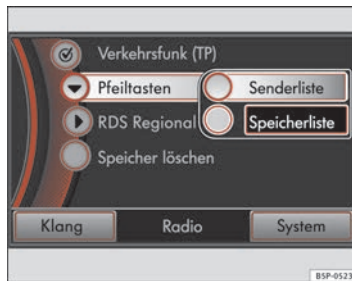 Verkehrsfunk (TP)
Pfeiltasten
Senderliste
RDS Regional
Speicherliste
Speicher löschen
Klang
Radio
System
B5P-0523